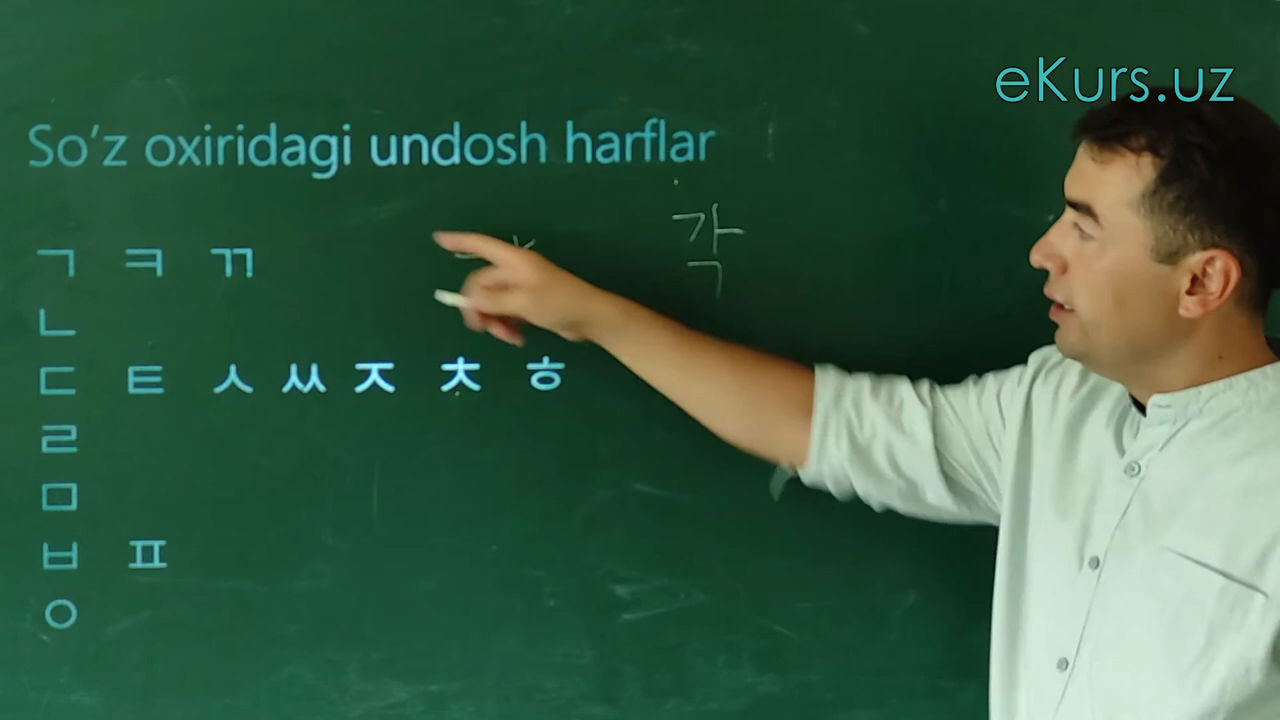 eKurs.uz
So'z oxiridagi undosh harflar
각
ㄱ ㅋ ㄲ
ㄴ
ㄷ ㅌ ㅅ ㅆ ㅈ ㅊ ㅎ
ㄹ
ㅁ
ㅂ ㅍ
ㅇ